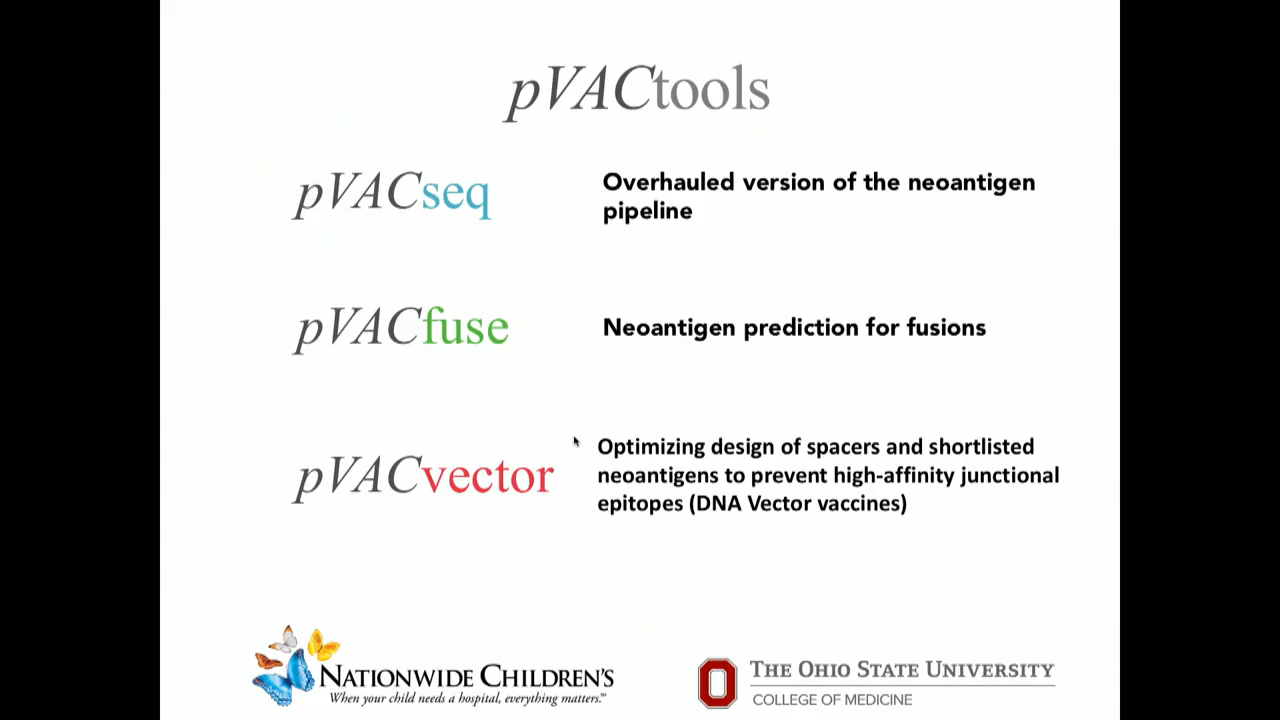 pVACtools
pVACseq
Overhauled version of the neoantigen
pipeline
pVACfuse
Neoantigen prediction for fusions
pVACvector
Optimizing design of spacers and shortlisted
neoantigens to prevent high-affinity junctional
epitopes (DNA Vector vaccines)
NATIONWIDE CHILDREN'S
When your child needs a hospital, everything matters.℠
THE OHIO STATE UNIVERSITY
COLLEGE OF MEDICINE